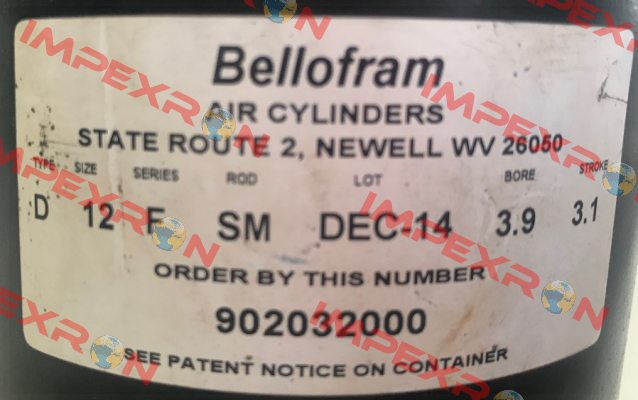 Bellofram
AIR CYLINDERS
STATE ROUTE 2, NEWELL WV 26050
TYPE SIZE SERIES ROD LOT BORE STROKE
D 12 F SM DEC-14 3.9 3.1
ORDER BY THIS NUMBER
902032000
SEE PATENT NOTICE ON CONTAINER
IMPEXRON
IMPEXRON
IMPEXRON
IMPEXRON
IMPEXRON
IMPEXRON